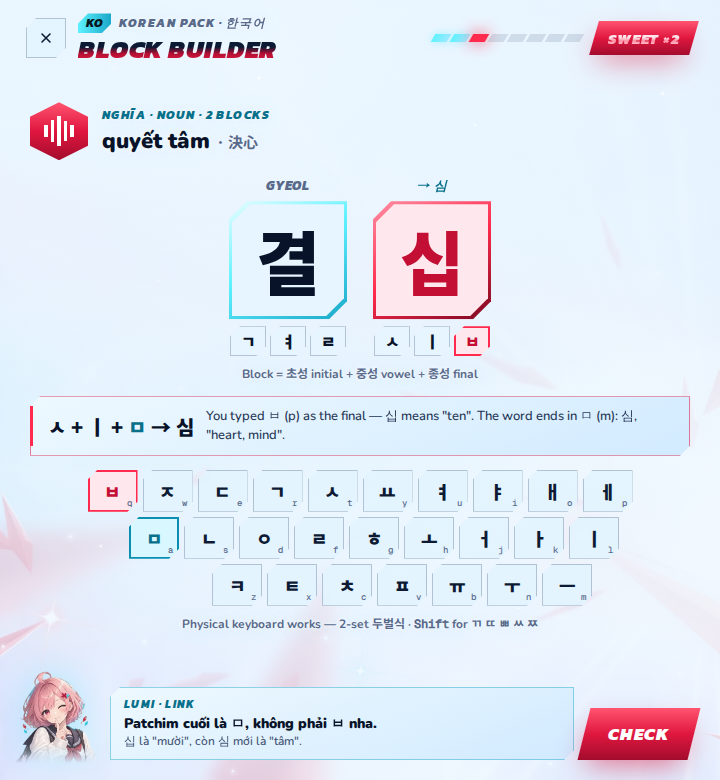 ×
KO KOREAN PACK · 한국어
BLOCK BUILDER
SWEET ×2
NGHĨA · NOUN · 2 BLOCKS
quyết tâm · 決心
GYEOL
→ 심
결
십
ㄱ ㅕ ㄹ
ㅅ ㅣ ㅂ
Block = 초성 initial + 중성 vowel + 종성 final
ㅅ + ㅣ + ㅁ → 심
You typed ㅂ (p) as the final — 십 means "ten". The word ends in ㅁ (m): 심,
"heart, mind".
ㅂ q ㅈ w ㄷ e ㄱ r ㅅ t ㅛ y ㅕ u ㅑ i ㅐ o ㅔ p
ㅁ a ㄴ s ㅇ d ㄹ f ㅎ g ㅗ h ㅓ j ㅏ k ㅣ l
ㅋ z ㅌ x ㅊ c ㅍ v ㅠ b ㅜ n ㅡ m
Physical keyboard works — 2-set 두벌식 · Shift for ㄲ ㄸ ㅃ ㅆ ㅉ
LUMI · LINK
Patchim cuối là ㅁ, không phải ㅂ nha.
십 là "mười", còn 심 mới là "tâm".
CHECK